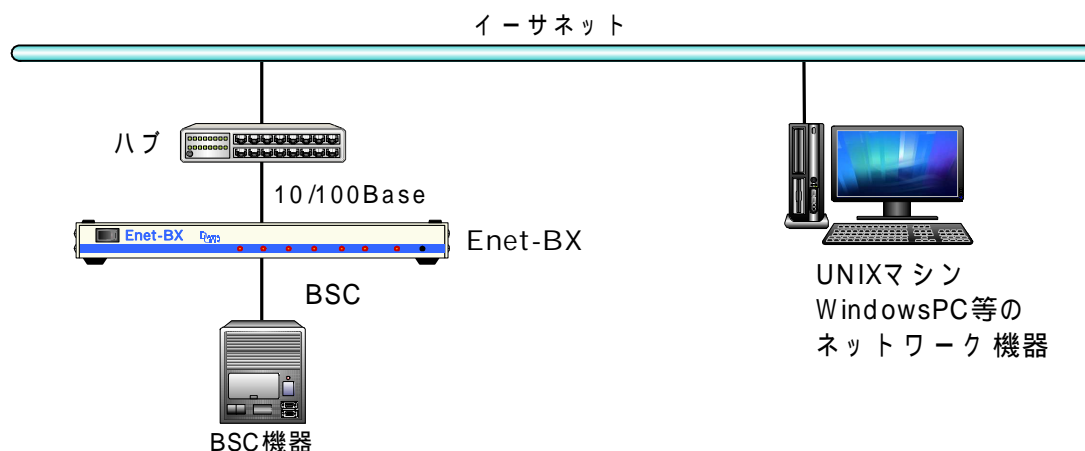 イーサネット
ハブ
10/100Base
Enet-BX
Enet-BX
BSC
UNIXマシン
WindowsPC等の
ネットワーク機器
BSC機器